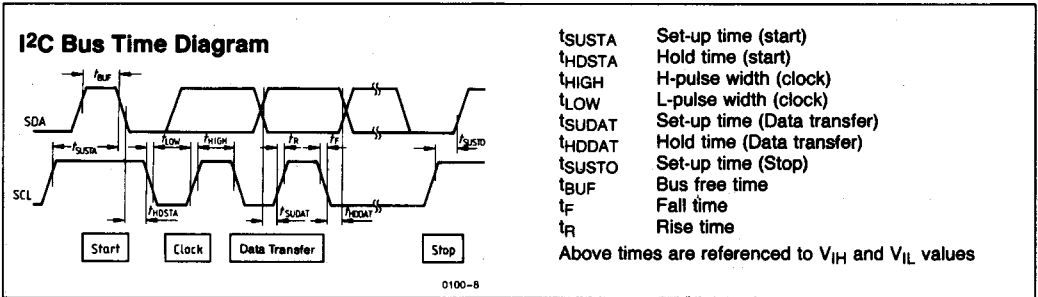 I2C Bus Time Diagram
tBUF
SDA
tSUSTA
tLOW
tHIGH
tR
tF
tSUSTO
SCL
tHDSTA
tSUDAT
tHDDAT
Start
Clock
Data Transfer
Stop
0100-8
tSUSTA Set-up time (start)
tHDSTA Hold time (start)
tHIGH H-pulse width (clock)
tLOW L-pulse width (clock)
tSUDAT Set-up time (Data transfer)
tHDDAT Hold time (Data transfer)
tSUSTO Set-up time (Stop)
tBUF Bus free time
tF Fall time
tR Rise time
Above times are referenced to VIH and VIL values